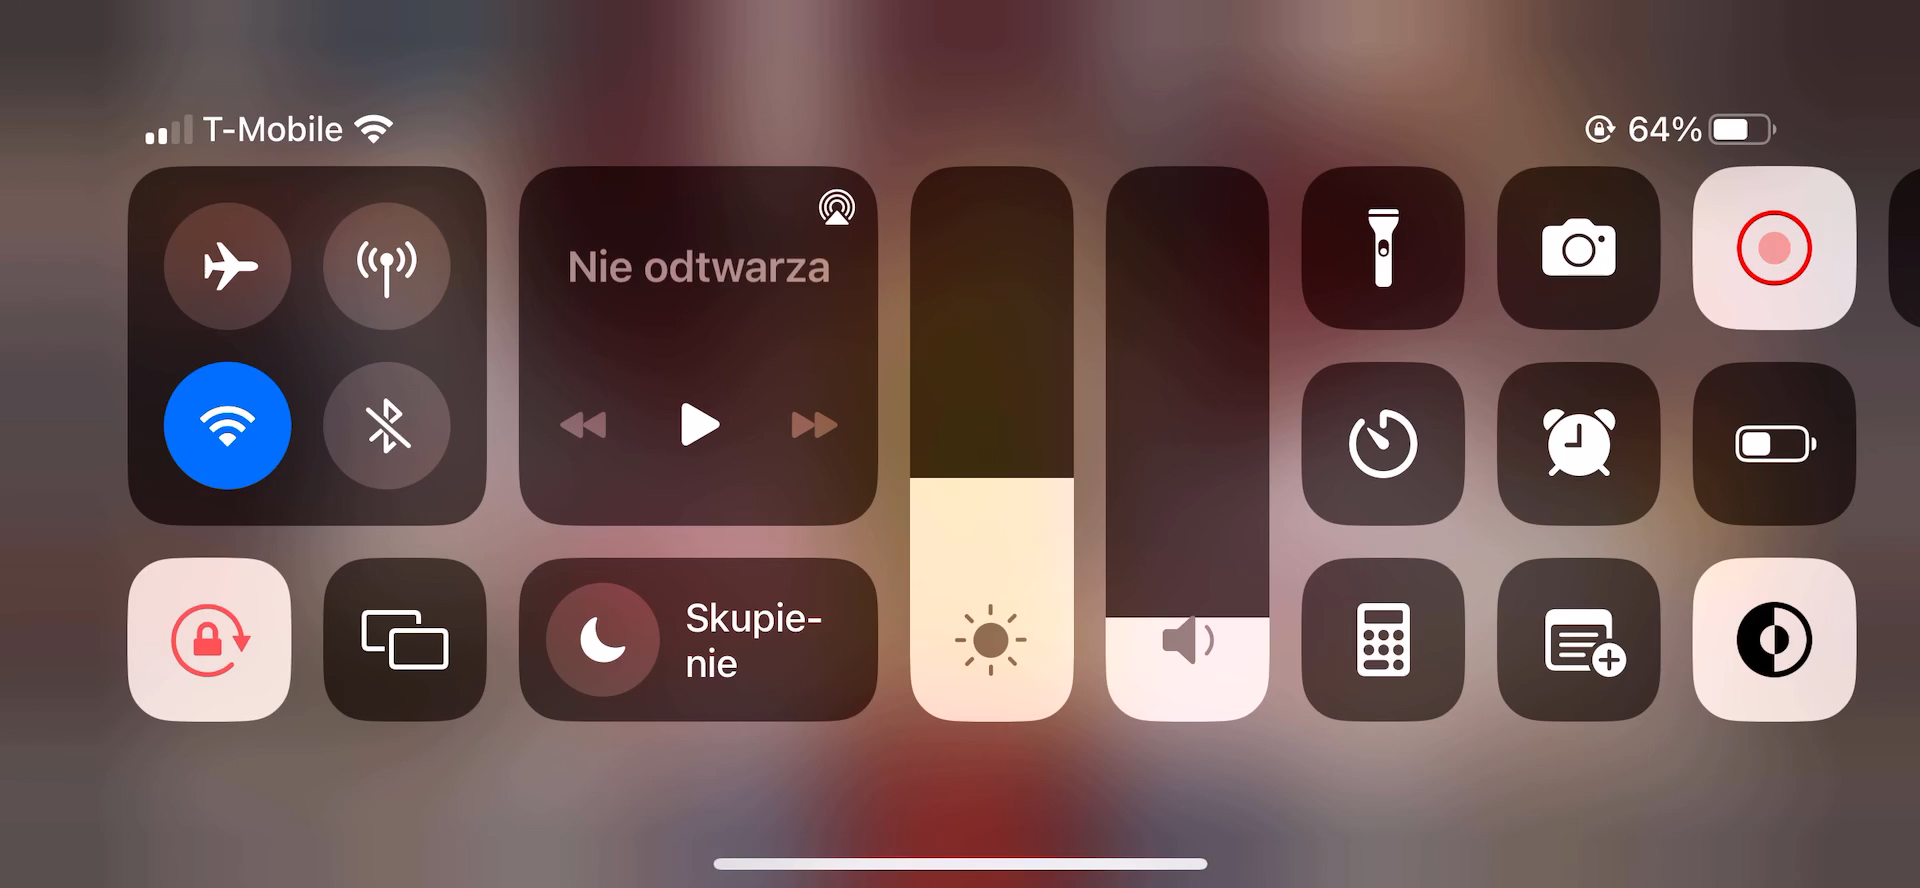 T-Mobile
64%
Nie odtwarza
Skupie-
nie